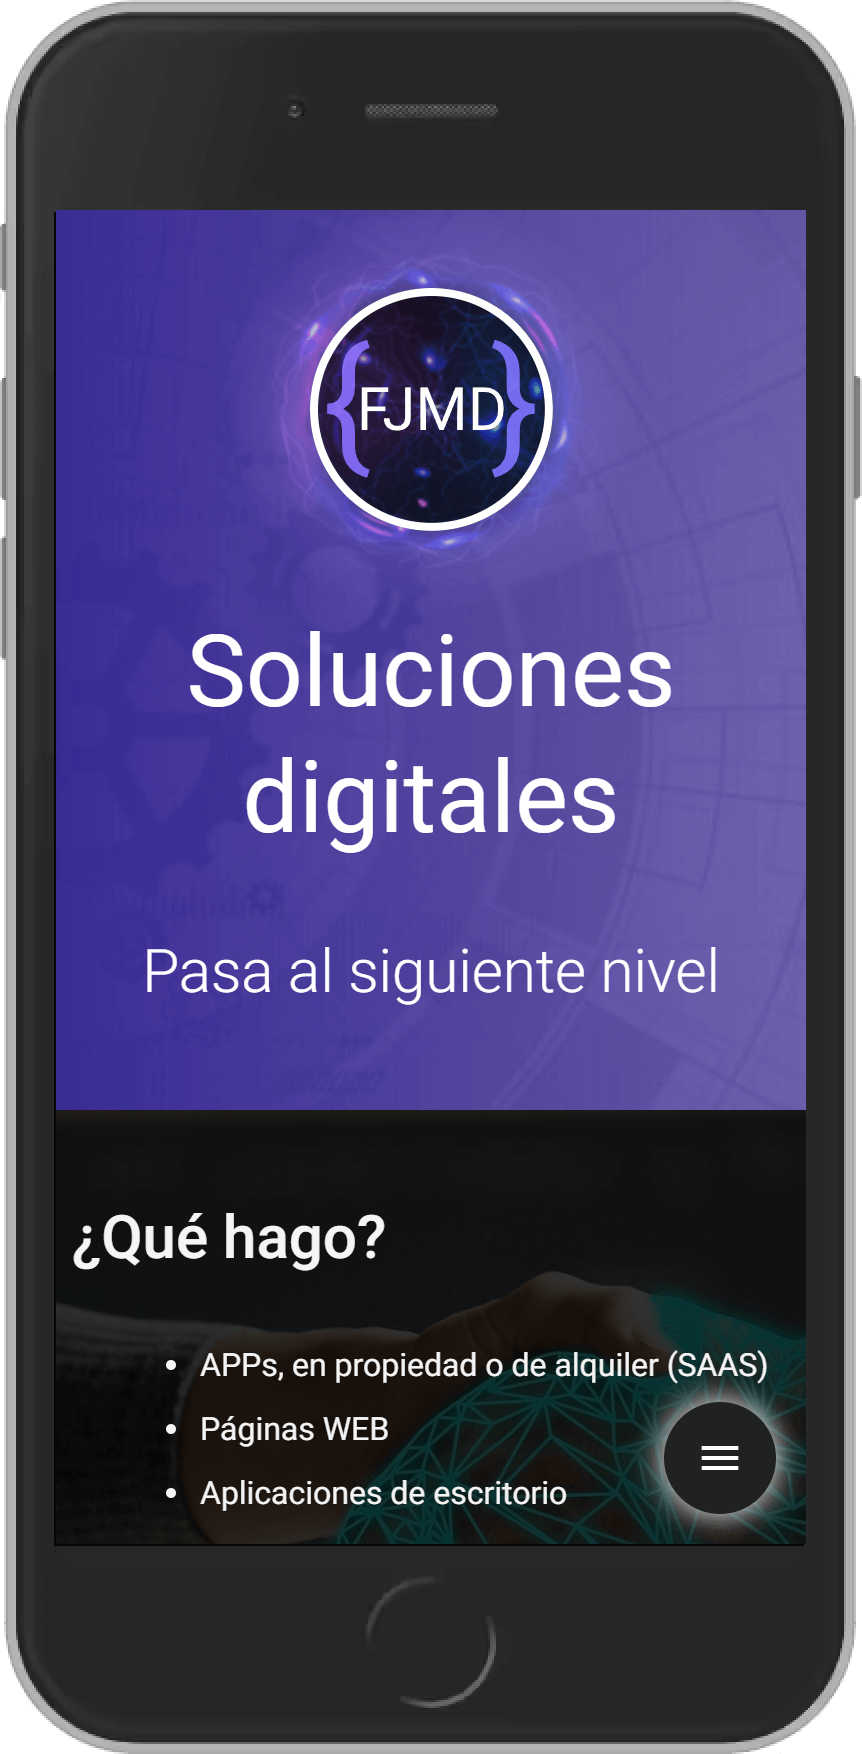 {FJMD}
Soluciones
digitales
Pasa al siguiente nivel
¿Qué hago?
• APPs, en propiedad o de alquiler (SAAS)
• Páginas WEB
• Aplicaciones de escritorio